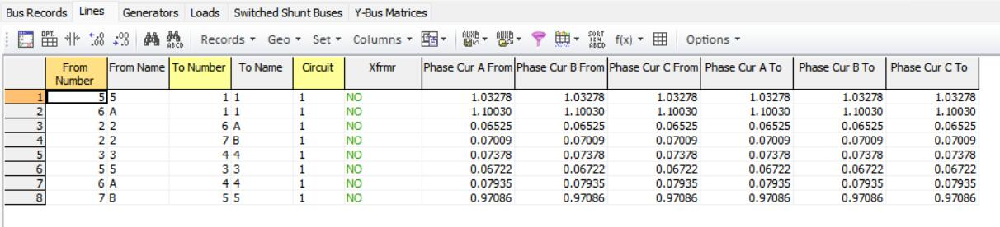 Bus Records Lines Generators Loads Switched Shunt Buses Y-Bus Matrices
OPT. .00 .00 ABCD Records Geo Set Columns AUXB AUXB SORT 124 ABED f(x) Options
From Number From Name To Number To Name Circuit Xfrmr Phase Cur A From Phase Cur B From Phase Cur C From Phase Cur A To Phase Cur B To Phase Cur C To
1 5 5 1 1 1 NO 1.03278 1.03278 1.03278 1.03278 1.03278 1.03278
2 6 A 1 1 1 NO 1.10030 1.10030 1.10030 1.10030 1.10030 1.10030
3 2 2 6 A 1 NO 0.06525 0.06525 0.06525 0.06525 0.06525 0.06525
4 2 2 7 B 1 NO 0.07009 0.07009 0.07009 0.07009 0.07009 0.07009
5 3 3 4 4 1 NO 0.07378 0.07378 0.07378 0.07378 0.07378 0.07378
6 5 5 3 3 1 NO 0.06722 0.06722 0.06722 0.06722 0.06722 0.06722
7 6 A 4 4 1 NO 0.07935 0.07935 0.07935 0.07935 0.07935 0.07935
8 7 B 5 5 1 NO 0.97086 0.97086 0.97086 0.97086 0.97086 0.97086